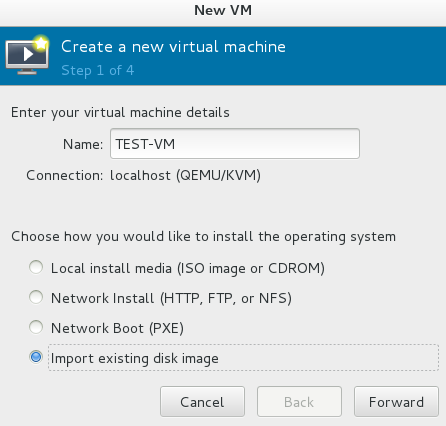 New VM
Create a new virtual machine
Step 1 of 4
Enter your virtual machine details
Name: TEST-VM
Connection: localhost (QEMU/KVM)
Choose how you would like to install the operating system
Local install media (ISO image or CDROM)
Network Install (HTTP, FTP, or NFS)
Network Boot (PXE)
Import existing disk image
Cancel Back Forward